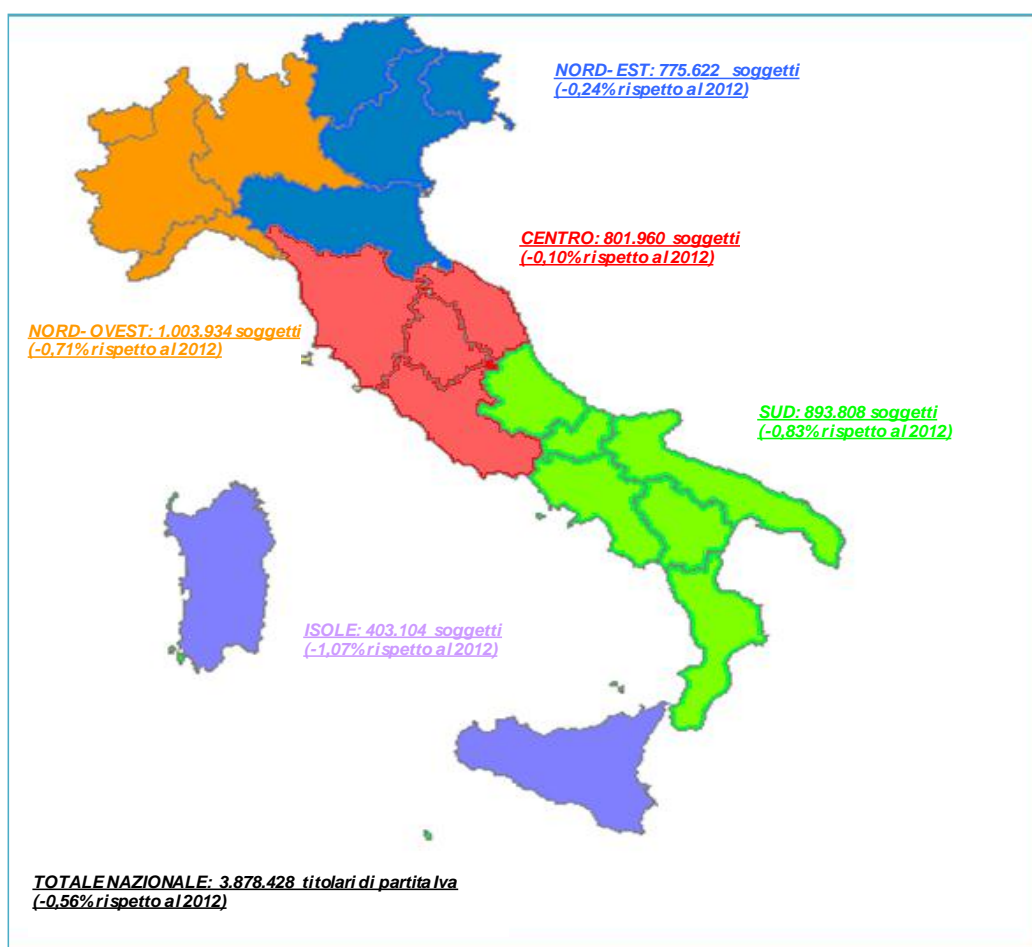 NORD- EST: 775.622 soggetti
(-0,24% rispetto al 2012)
CENTRO: 801.960 soggetti
(-0,10% rispetto al 2012)
NORD- OVEST: 1.003.934 soggetti
(-0,71% rispetto al 2012)
SUD: 893.808 soggetti
(-0,83% rispetto al 2012)
ISOLE: 403.104 soggetti
(-1,07% rispetto al 2012)
TOTALE NAZIONALE: 3.878.428 titolari di partita Iva
(-0,56% rispetto al 2012)